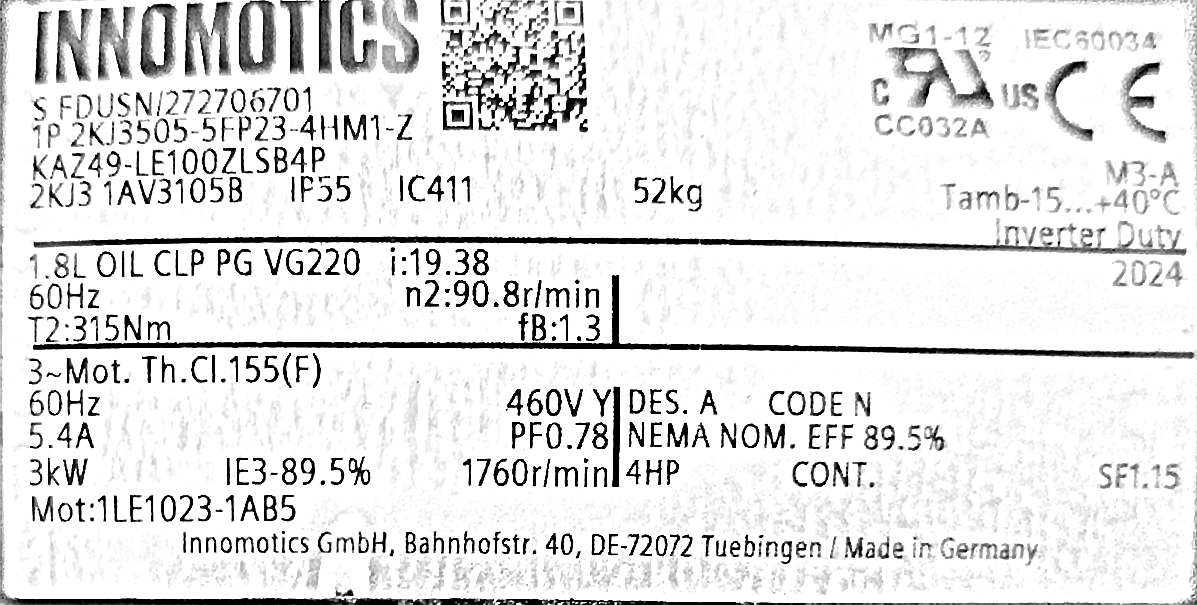 INNOMOTICS
MG1-12 IEC60034
C UR US CE
CC032A
S FDUSN/272706701
1P 2KJ3505-5FP23-4HM1-Z
KAZ49-LE100ZLSB4P
2KJ3 1AV3105B IP55 IC411 52kg
M3-A
Tamb-15...+40°C
Inverter Duty
2024
1.8L OIL CLP PG VG220 i:19.38
60Hz n2:90.8r/min
T2:315Nm fB:1.3
3~Mot. Th.Cl.155(F)
60Hz 460V Y DES. A CODE N
5.4A PF0.78 NEMA NOM. EFF 89.5%
3kW IE3-89.5% 1760r/min 4HP CONT. SF1.15
Mot:1LE1023-1AB5
Innomotics GmbH, Bahnhofstr. 40, DE-72072 Tuebingen / Made in Germany